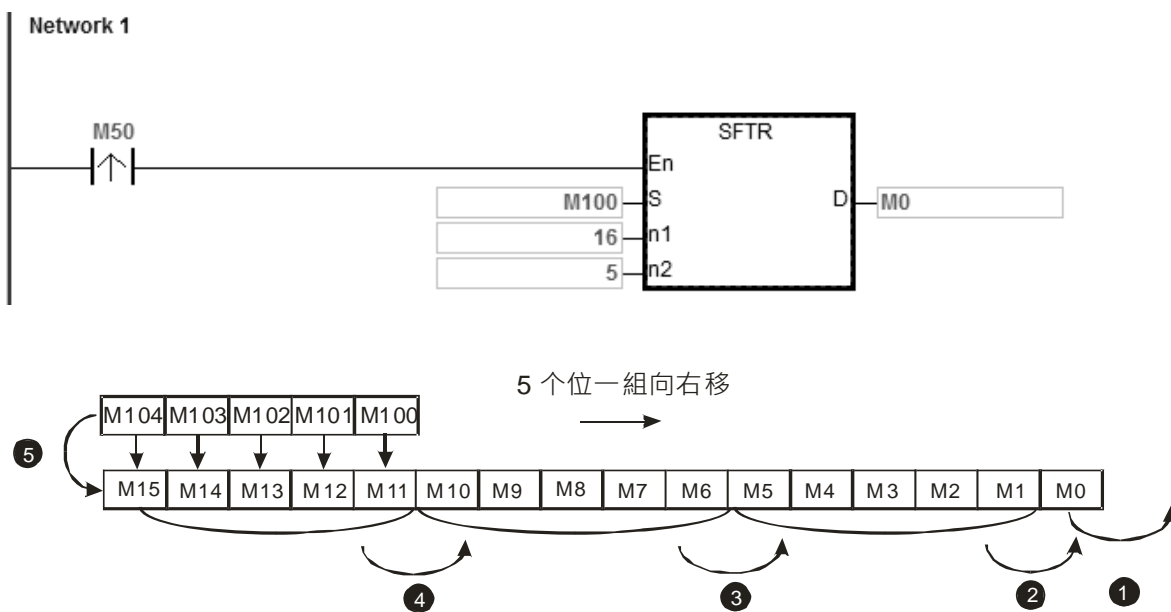 Network 1
M50
SFTR
En
M100 S D M0
16 n1
5 n2
5 个位一組向右移
M104 M103 M102 M101 M100
5
M15 M14 M13 M12 M11 M10 M9 M8 M7 M6 M5 M4 M3 M2 M1 M0
4 3 2 1